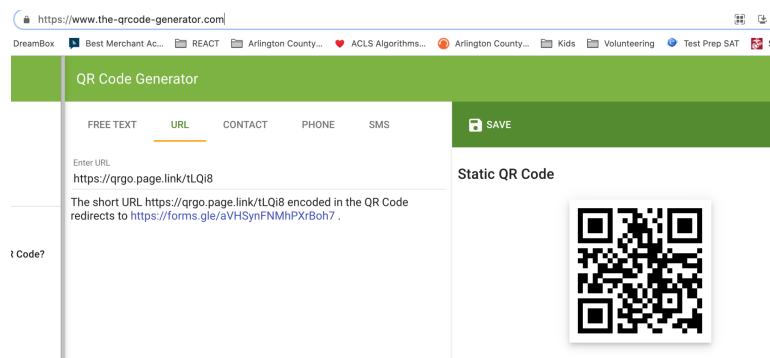 https://www.the-qrcode-generator.com
DreamBox Best Merchant Ac... REACT Arlington County... ACLS Algorithms... Arlington County... Kids Volunteering Test Prep SAT
QR Code Generator
FREE TEXT URL CONTACT PHONE SMS
SAVE
Enter URL
https://qrgo.page.link/tLQi8
The short URL https://qrgo.page.link/tLQi8 encoded in the QR Code
redirects to https://forms.gle/aVHSynFNMhPXrBoh7 .
Static QR Code
Code?